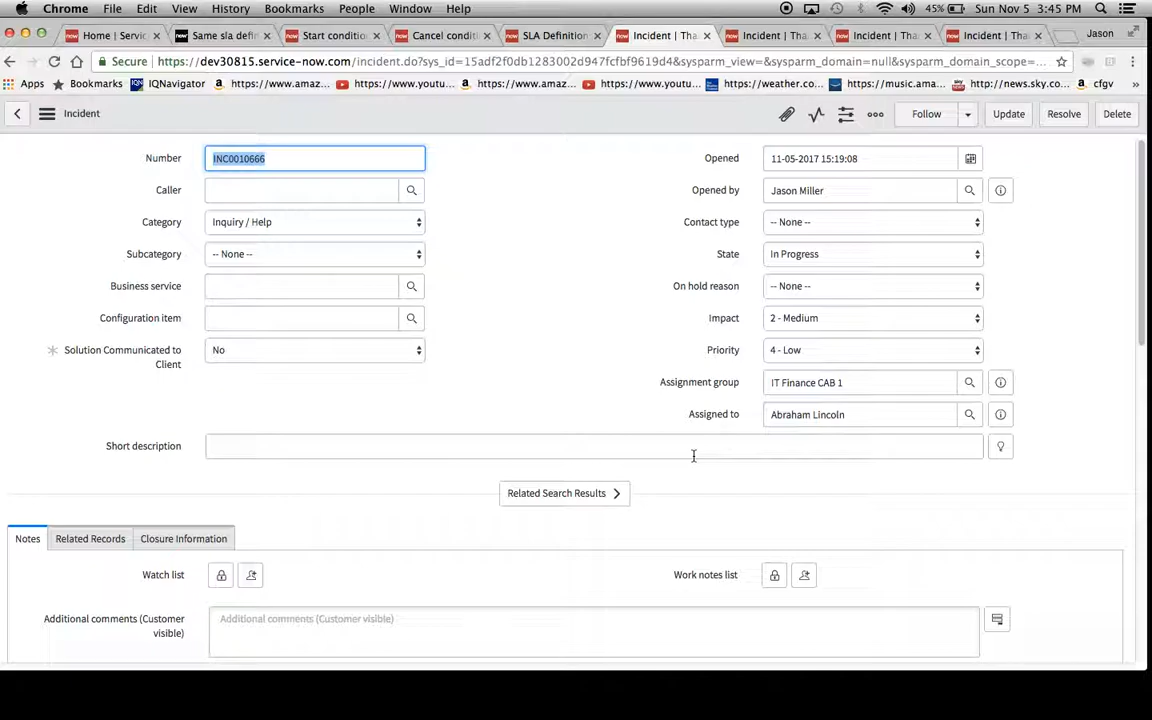 Chrome File Edit View History Bookmarks People Window Help 45% Sun Nov 5 3:45 PM
Home | Servic Same sla defi Start conditio Cancel conditi SLA Definition Incident | Tha Incident | Tha Incident | Tha Incident | Tha Jason
Secure https://dev30815.service-now.com/incident.do?sys_id=15adf2f0db1283002d947fcfbf9619d4&sysparm_view=&sysparm_domain=null&sysparm_domain_scope=...
Apps Bookmarks IQNavigator https://www.amaz... https://www.youtu... https://www.amaz... https://www.youtu... https://weather.co... https://music.ama... http://news.sky.co... cfgv »
Incident Follow Update Resolve Delete
Number INC0010666 Opened 11-05-2017 15:19:08
Caller Opened by Jason Miller
Category Inquiry / Help Contact type -- None --
Subcategory -- None -- State In Progress
Business service On hold reason -- None --
Configuration item Impact 2 - Medium
Solution Communicated to Client No Priority 4 - Low
Assignment group IT Finance CAB 1
Assigned to Abraham Lincoln
Short description
Related Search Results
Notes Related Records Closure Information
Watch list Work notes list
Additional comments (Customer visible) Additional comments (Customer visible)